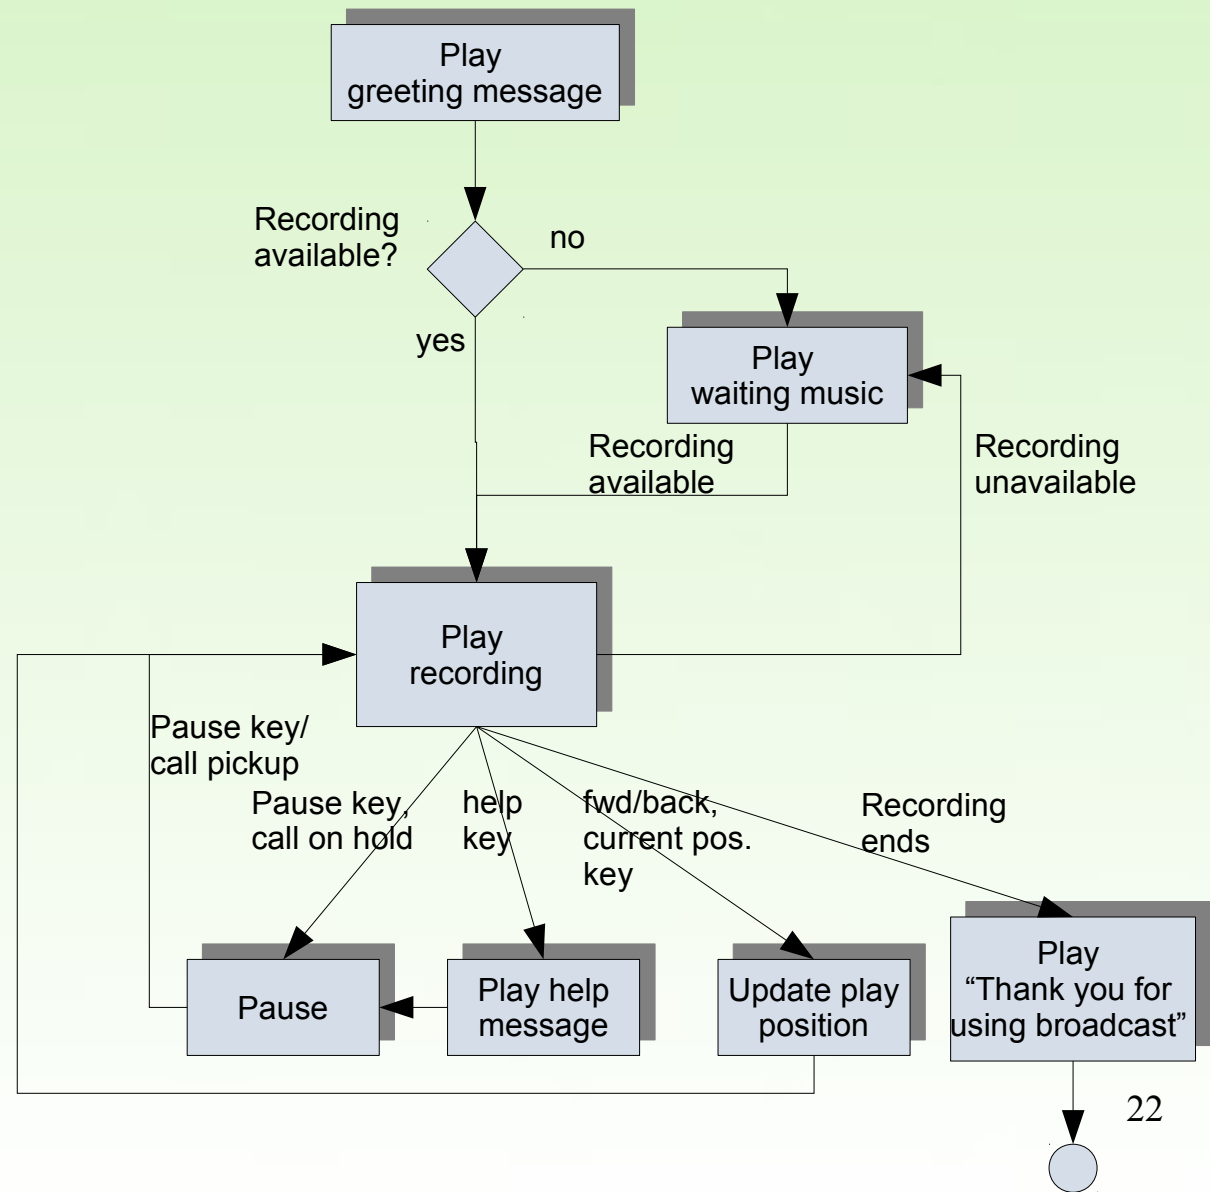 Play
greeting message
Recording
available?
no
yes
Play
waiting music
Recording
available
Recording
unavailable
Play
recording
Pause key/
call pickup
Pause key,
call on hold
help
key
fwd/back,
current pos.
key
Recording
ends
Pause
Play help
message
Update play
position
Play
“Thank you for
using broadcast”
22